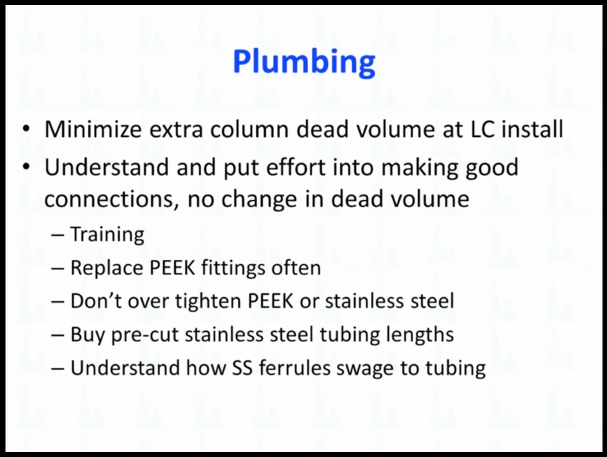 Plumbing
• Minimize extra column dead volume at LC install
• Understand and put effort into making good
connections, no change in dead volume
– Training
– Replace PEEK fittings often
– Don’t over tighten PEEK or stainless steel
– Buy pre-cut stainless steel tubing lengths
– Understand how SS ferrules swage to tubing